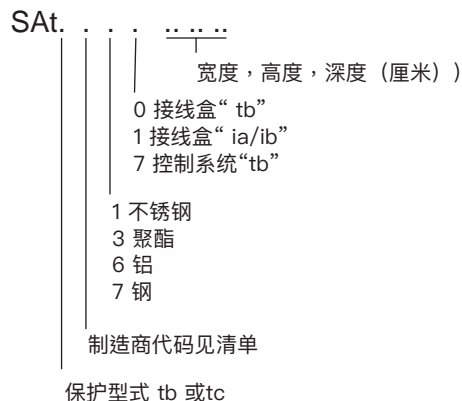 SAt. . . . .. .. ..
宽度，高度，深度（厘米））
0 接线盒“ tb”
1 接线盒“ ia/ib”
7 控制系统“tb”
1 不锈钢
3 聚酯
6 铝
7 钢
制造商代码见清单
保护型式 tb 或tc